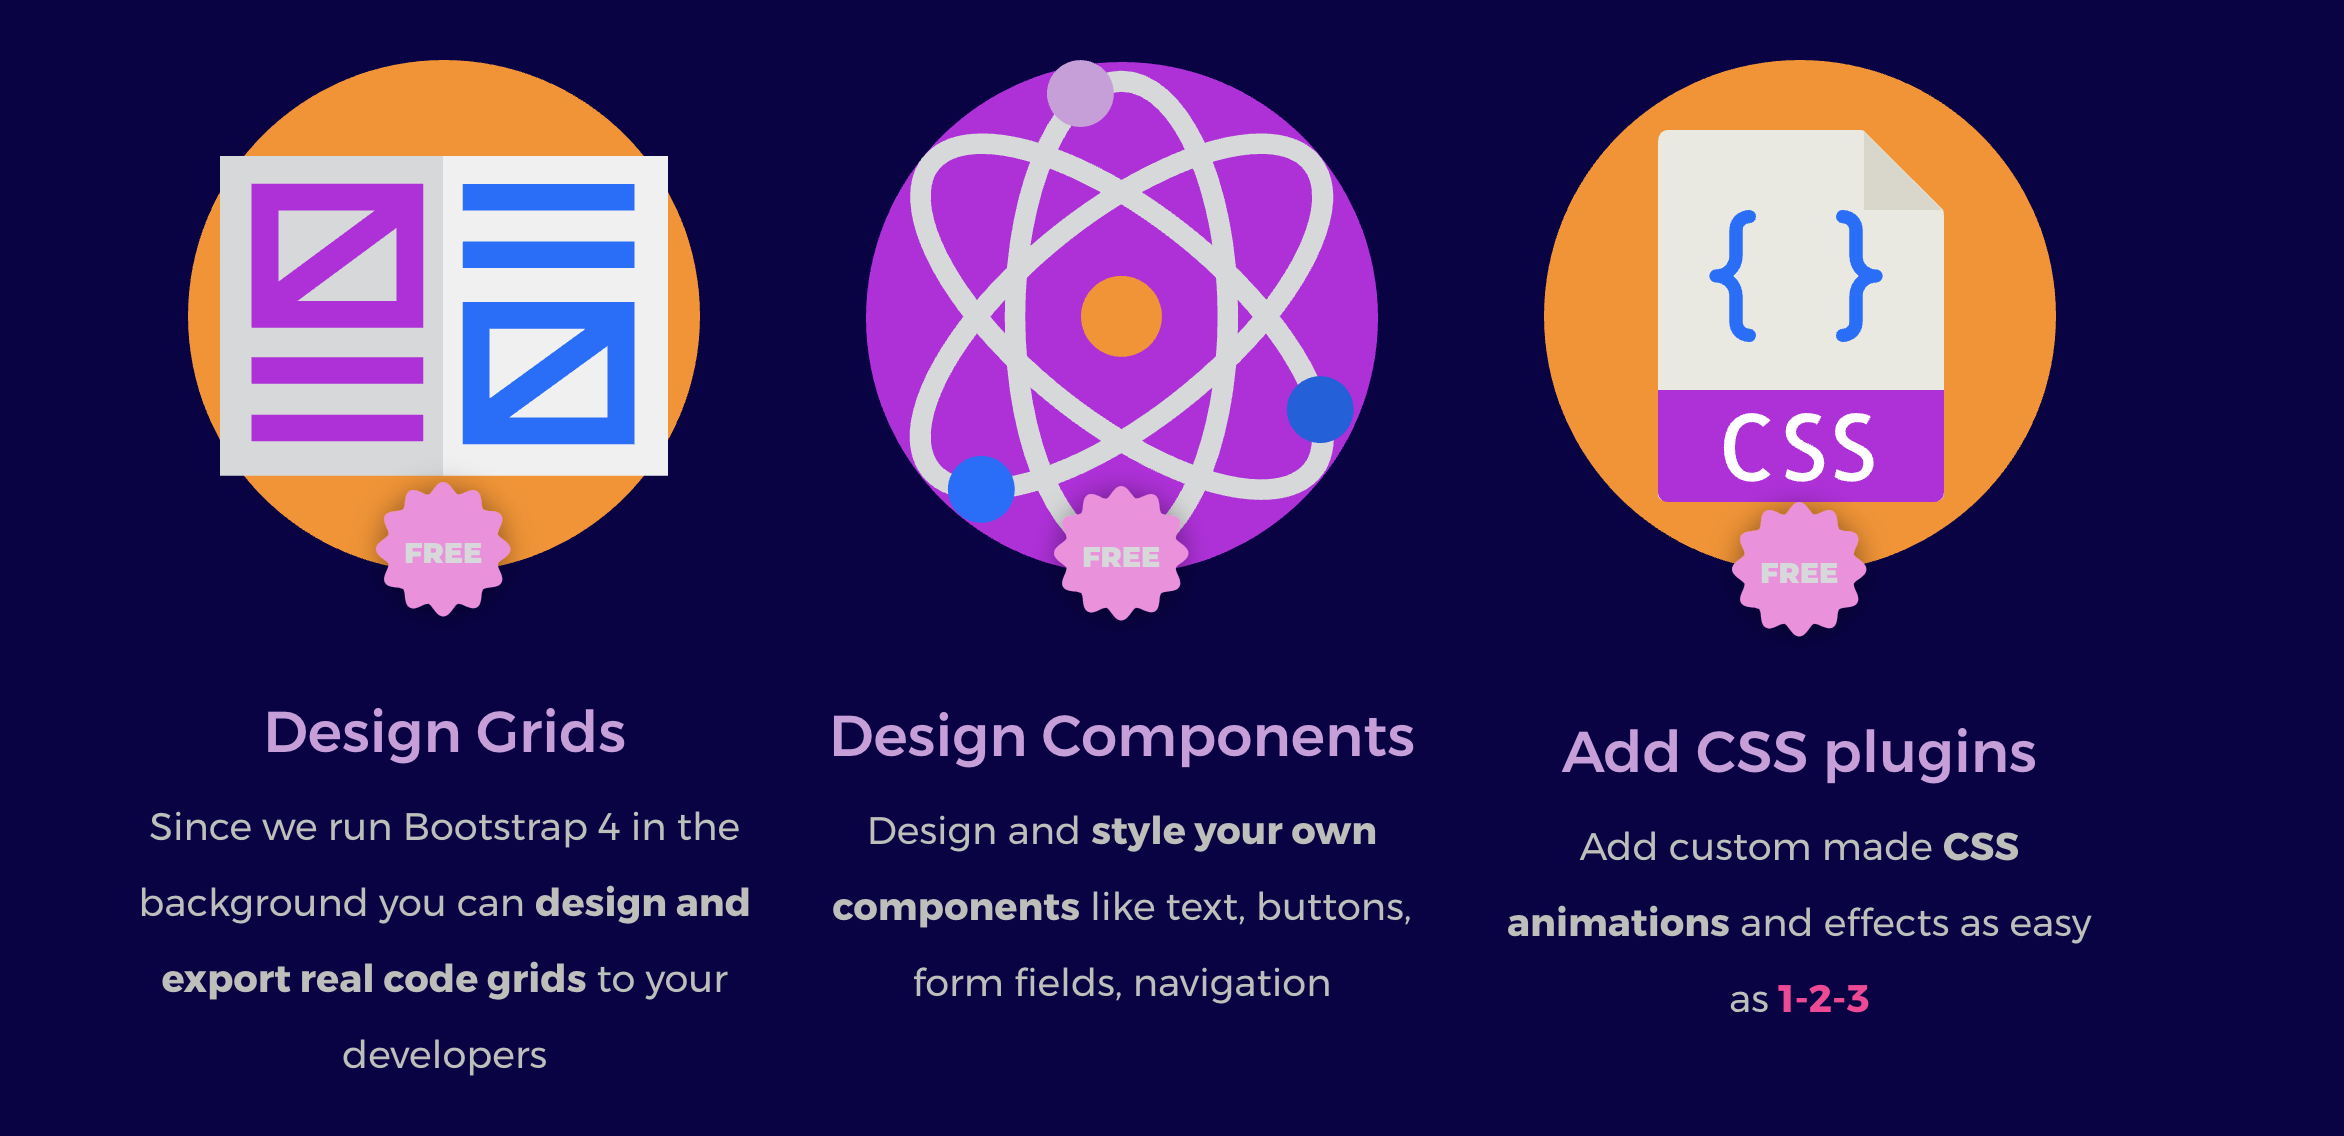 { }
CSS
FREE
FREE
FREE
Design Grids
Since we run Bootstrap 4 in the
background you can design and
export real code grids to your
developers
Design Components
Design and style your own
components like text, buttons,
form fields, navigation
Add CSS plugins
Add custom made CSS
animations and effects as easy
as 1-2-3